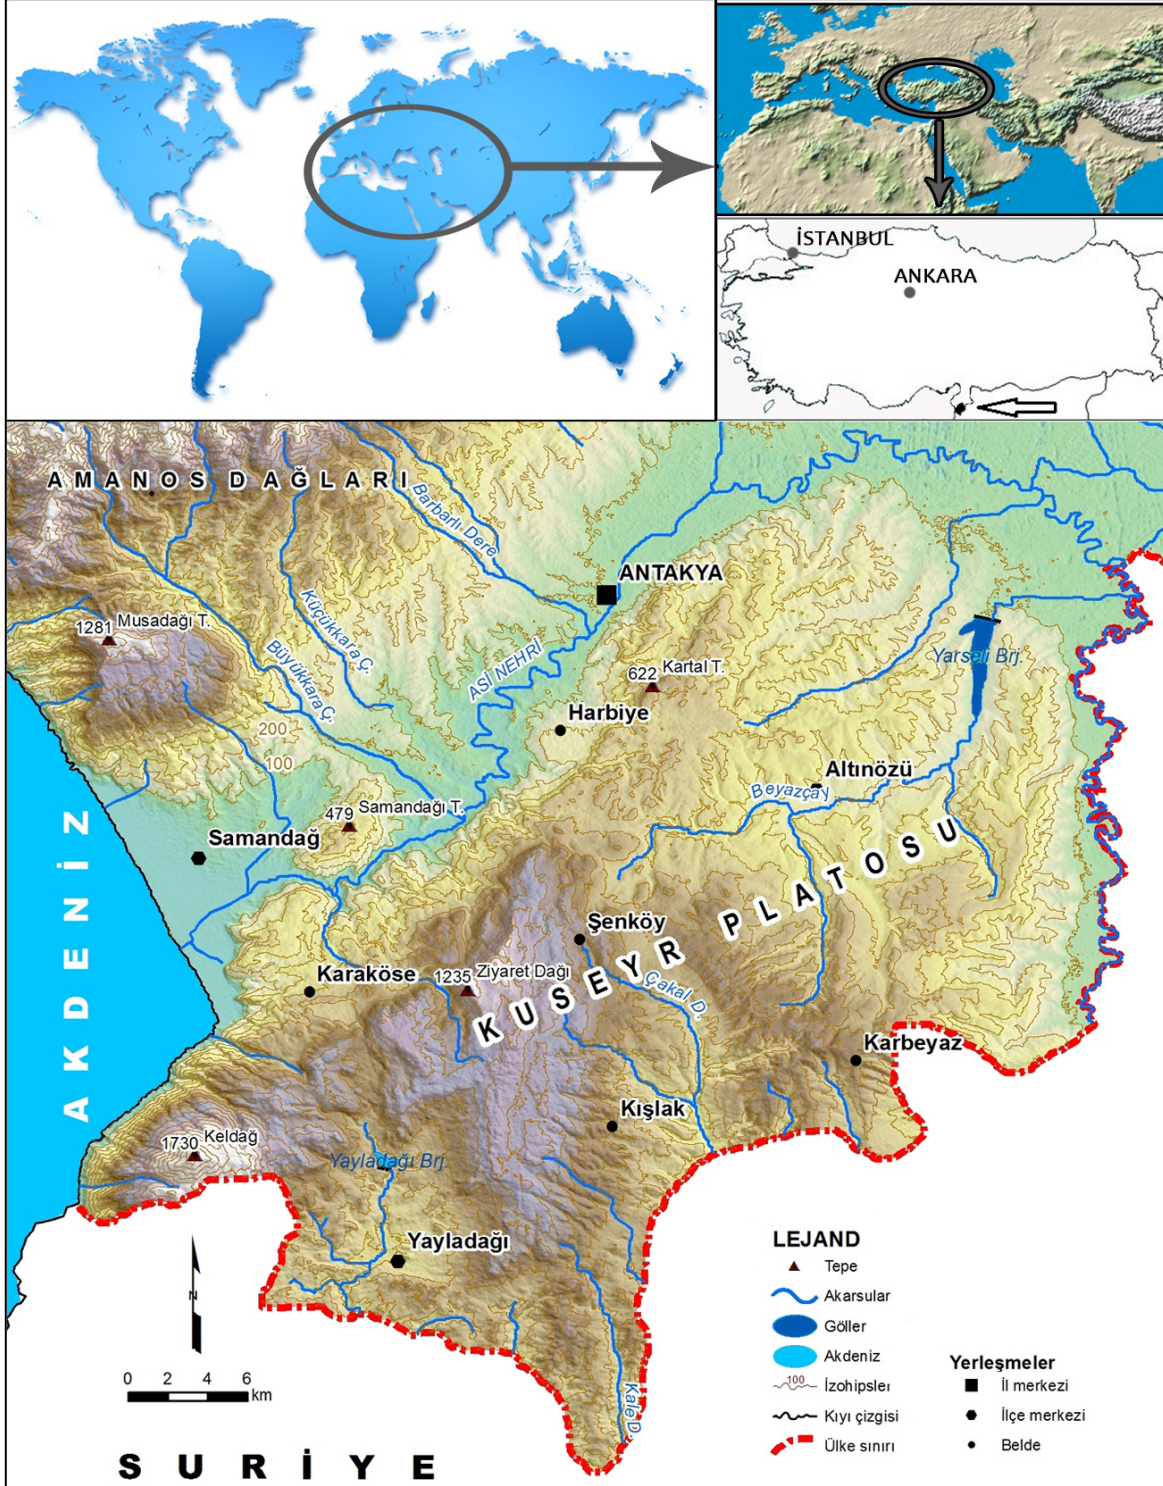 İSTANBUL
ANKARA
AMANOS DAĞLARI
Barbarlı Dere
ANTAKYA
Küçükkara Ç.
1281 Musadağı T.
Büyükkara Ç.
ASİ NEHRİ
622 Kartal T.
Yarseli Brj.
Harbiye
200
100
Altınözü
Beyazçay
479 Samandağı T.
Samandağ
AKDENİZ
KUSEYR PLATOSU
Şenköy
Karaköse
1235 Ziyaret Dağı
Çakal D.
Karbeyaz
Kışlak
1730 Keldağ
Yayladağı Brj.
Yayladağı
Kale D.
N
0 2 4 6
km
SURİYE
LEJAND
Tepe
Akarsular
Göller
Akdeniz
100 İzohipsler
Kıyı çizgisi
Ülke sınırı
Yerleşmeler
İl merkezi
İlçe merkezi
Belde